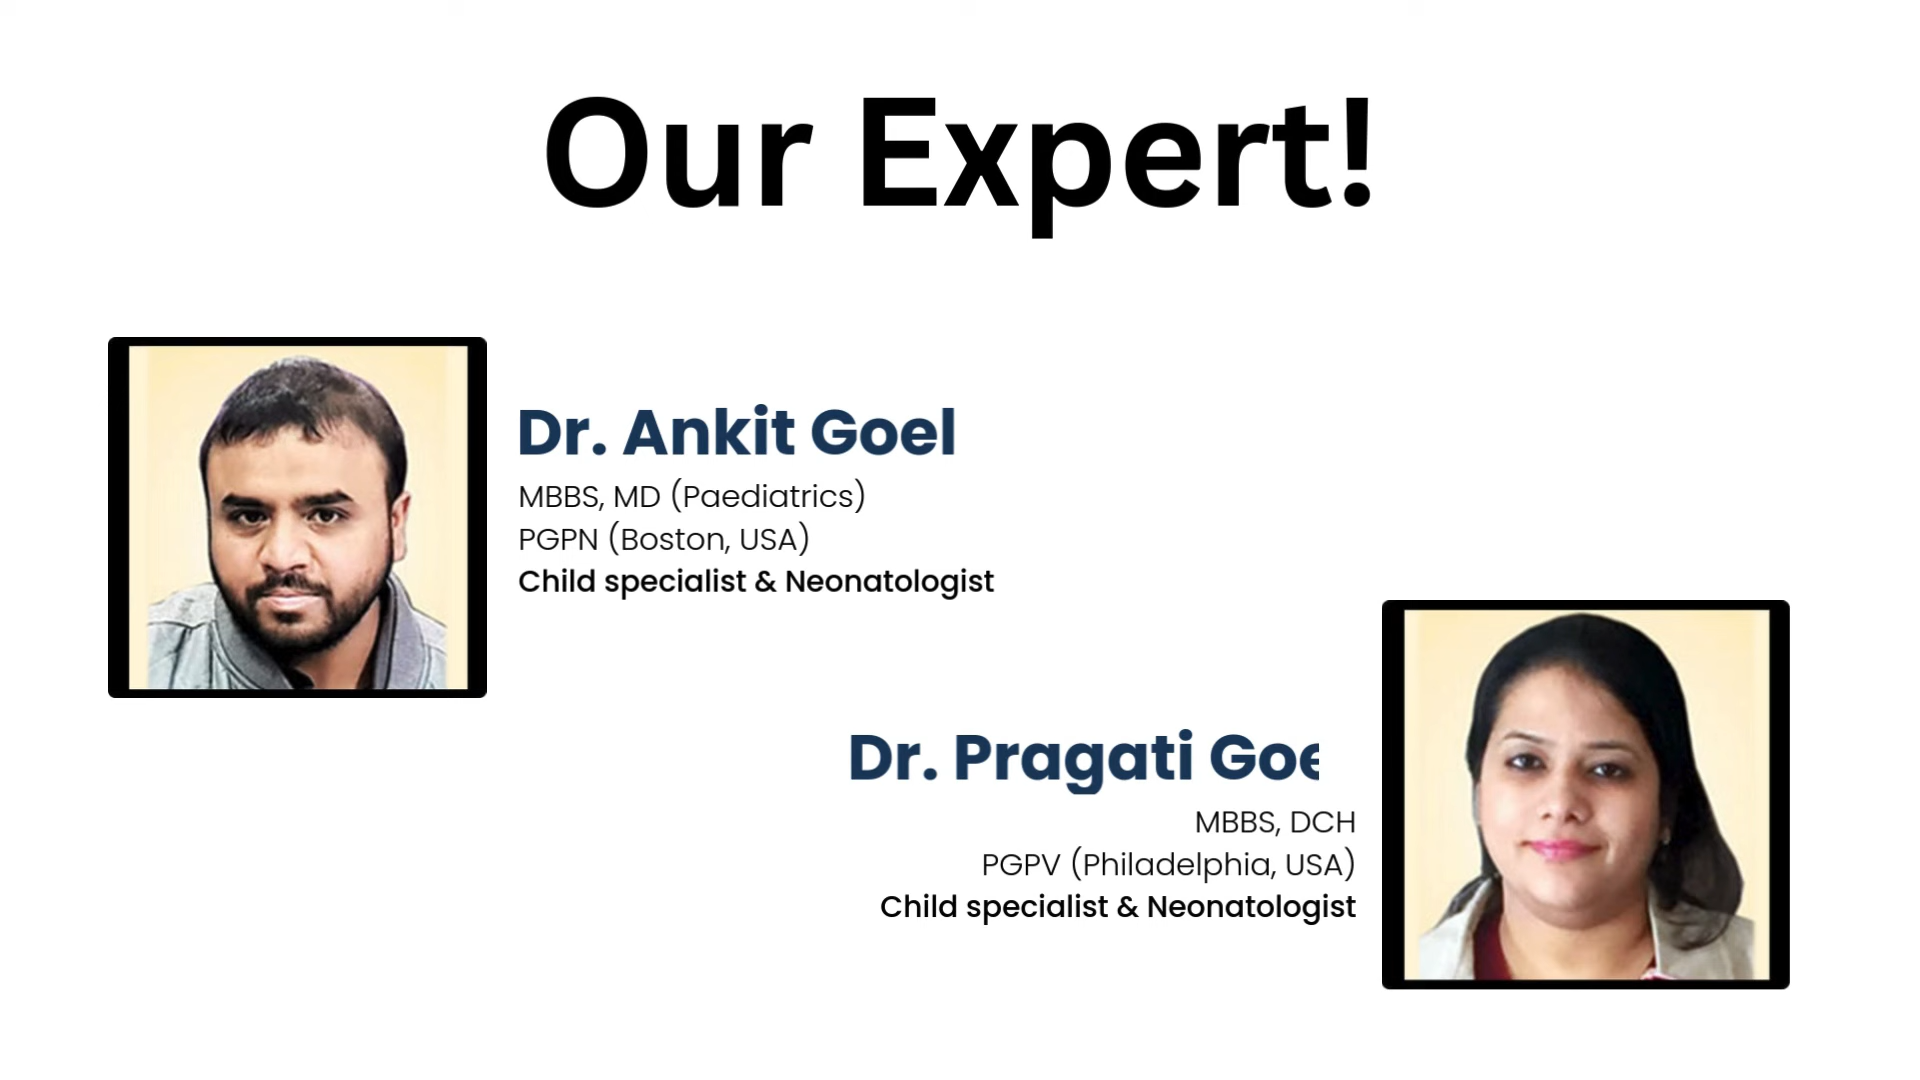 Our Expert!
Dr. Ankit Goel
MBBS, MD (Paediatrics)
PGPN (Boston, USA)
Child specialist & Neonatologist
Dr. Pragati Goe
MBBS, DCH
PGPV (Philadelphia, USA)
Child specialist & Neonatologist